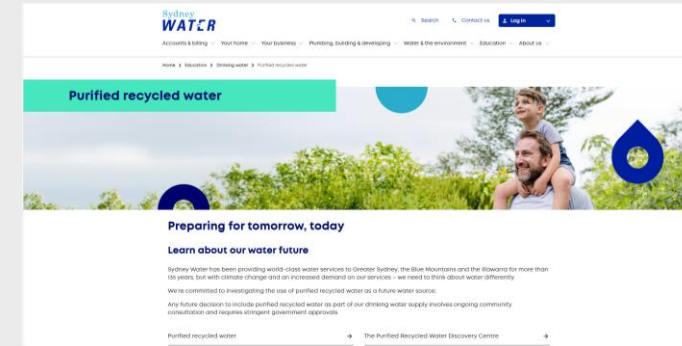 Sydney
WATER
Search Contact us Log in
Accounts & billing Your home Your business Plumbing, building & developing Water & the environment Education About us
Home > Education > Drinking water > Purified recycled water
Purified recycled water
Preparing for tomorrow, today
Learn about our water future
Sydney Water has been providing world-class water services to Greater Sydney, the Blue Mountains and the Illawarra for more than
135 years, but with climate change and an increased demand on our services – we need to think about water differently.
We're committed to investigating the use of purified recycled water as a future water source.
Any future decision to include purified recycled water as part of our drinking water supply involves ongoing community
consultation and requires stringent government approvals.
Purified recycled water → The Purified Recycled Water Discovery Centre →